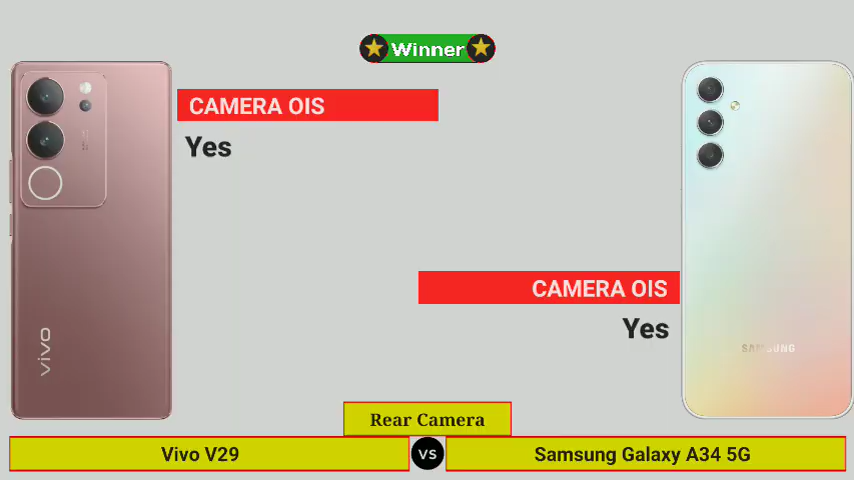 Winner
CAMERA OIS
Yes
CAMERA OIS
Yes
vivo
SAMSUNG
Rear Camera
Vivo V29
VS
Samsung Galaxy A34 5G